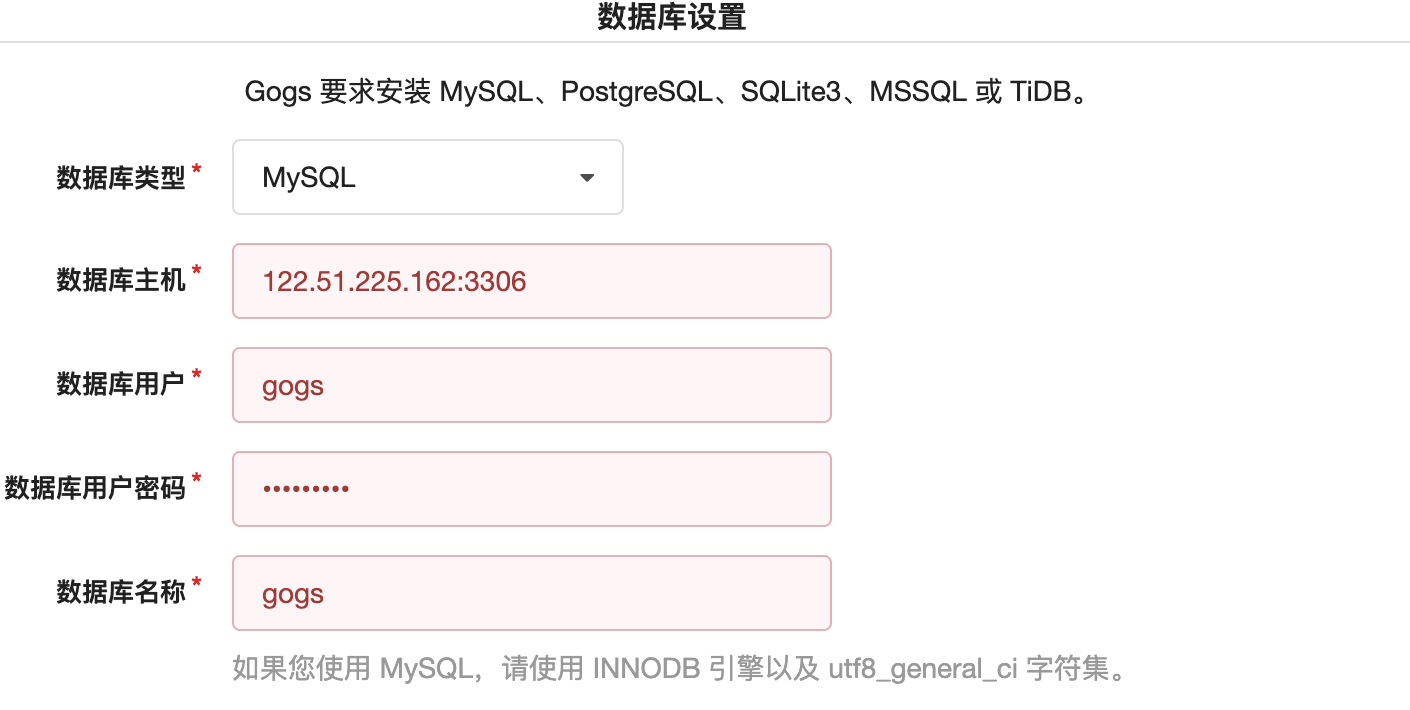 数据库设置
Gogs 要求安装 MySQL、PostgreSQL、SQLite3、MSSQL 或 TiDB。
数据库类型* MySQL
数据库主机* 122.51.225.162:3306
数据库用户* gogs
数据库用户密码* •••••••••
数据库名称* gogs
如果您使用 MySQL，请使用 INNODB 引擎以及 utf8_general_ci 字符集。